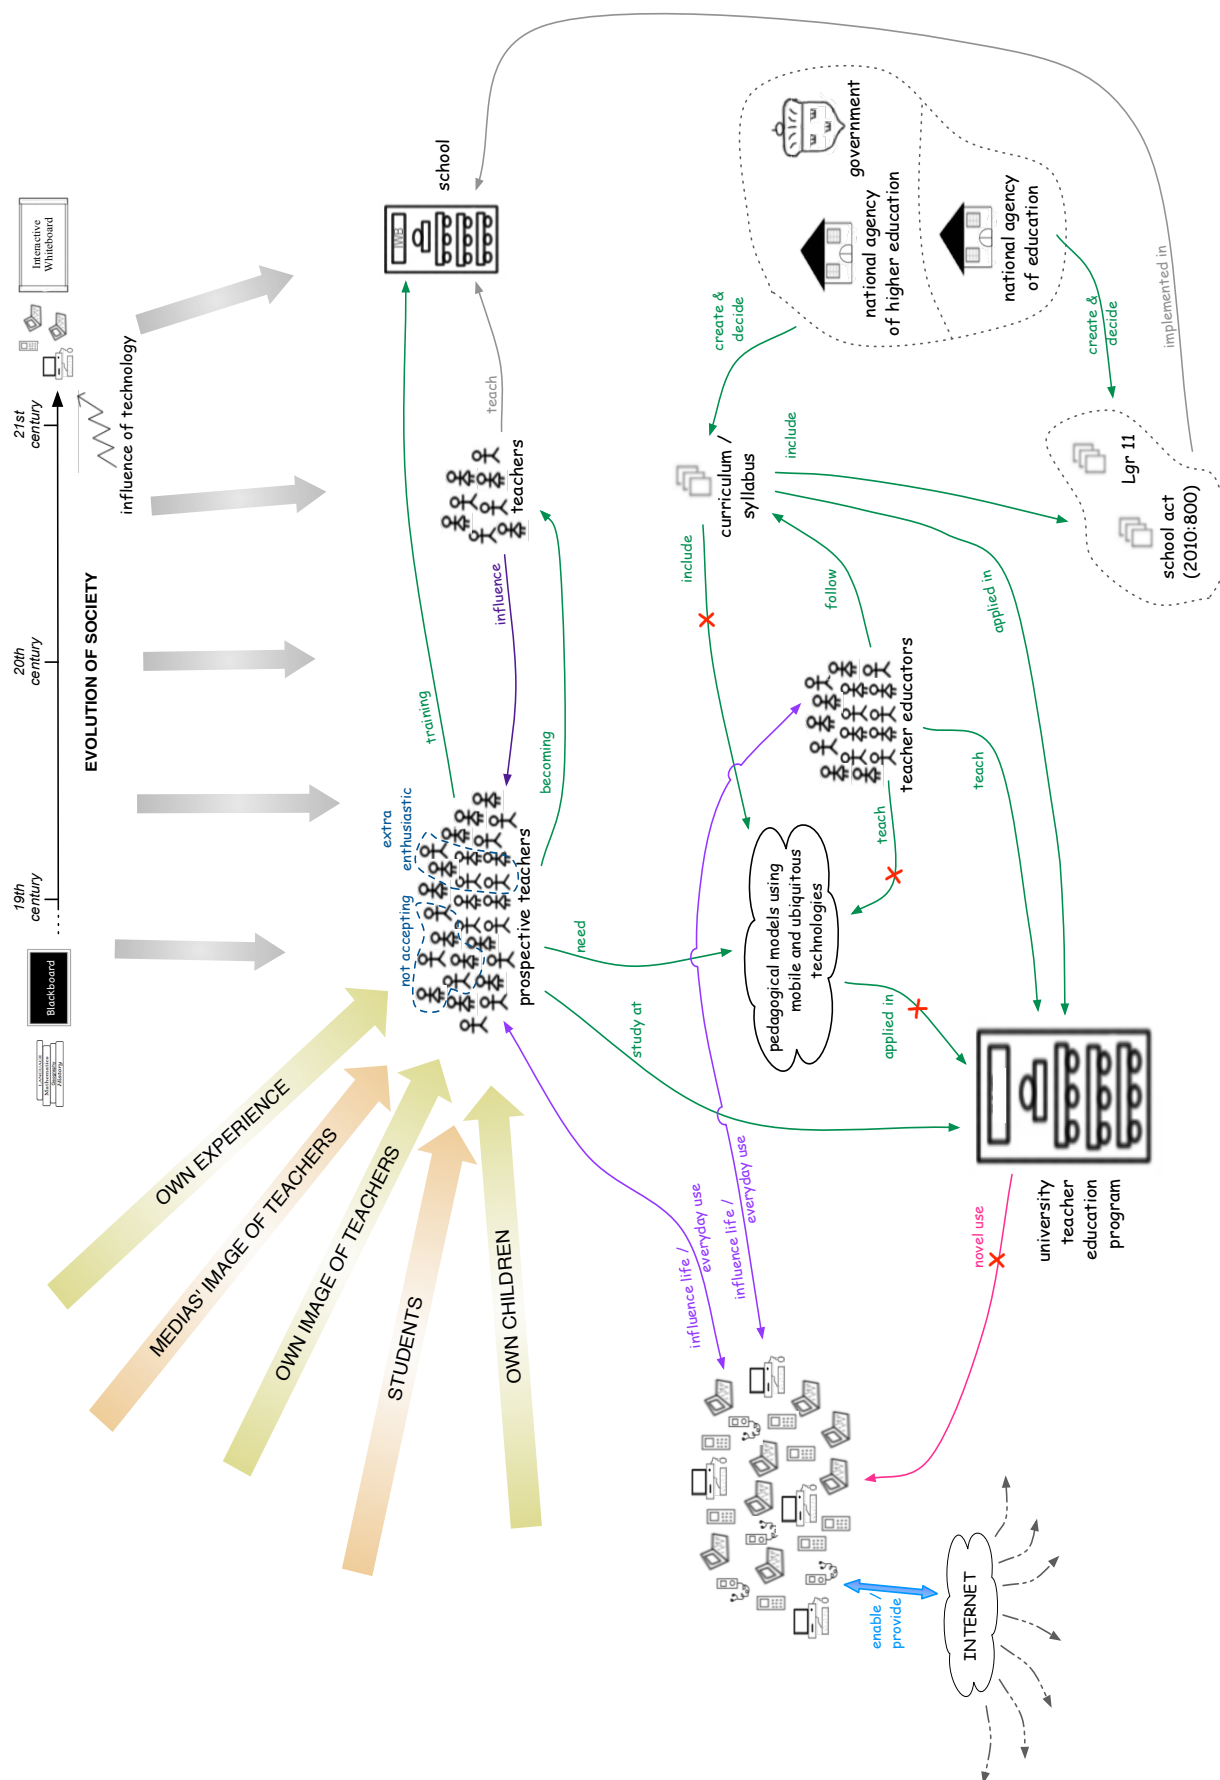 LANGUAGE
Mathematics
Geography
History
Blackboard
19th
century
20th
century
21st
century
Interactive
Whiteboard
EVOLUTION OF SOCIETY
influence of technology
OWN EXPERIENCE
MEDIAS' IMAGE OF TEACHERS
OWN IMAGE OF TEACHERS
STUDENTS
OWN CHILDREN
not accepting
extra
enthusiastic
prospective teachers
training
becoming
influence
teachers
teach
IWB
school
need
study at
influence life /
everyday use
influence life /
everyday use
include
curriculum /
syllabus
create &
decide
include
follow
applied in
government
national agency
of higher education
national agency
of education
create &
decide
implemented in
Lgr 11
school act
(2010:800)
teacher educators
teach
teach
pedagogical models using
mobile and ubiquitous
technologies
applied in
university
teacher
education
program
novel use
enable /
provide
INTERNET